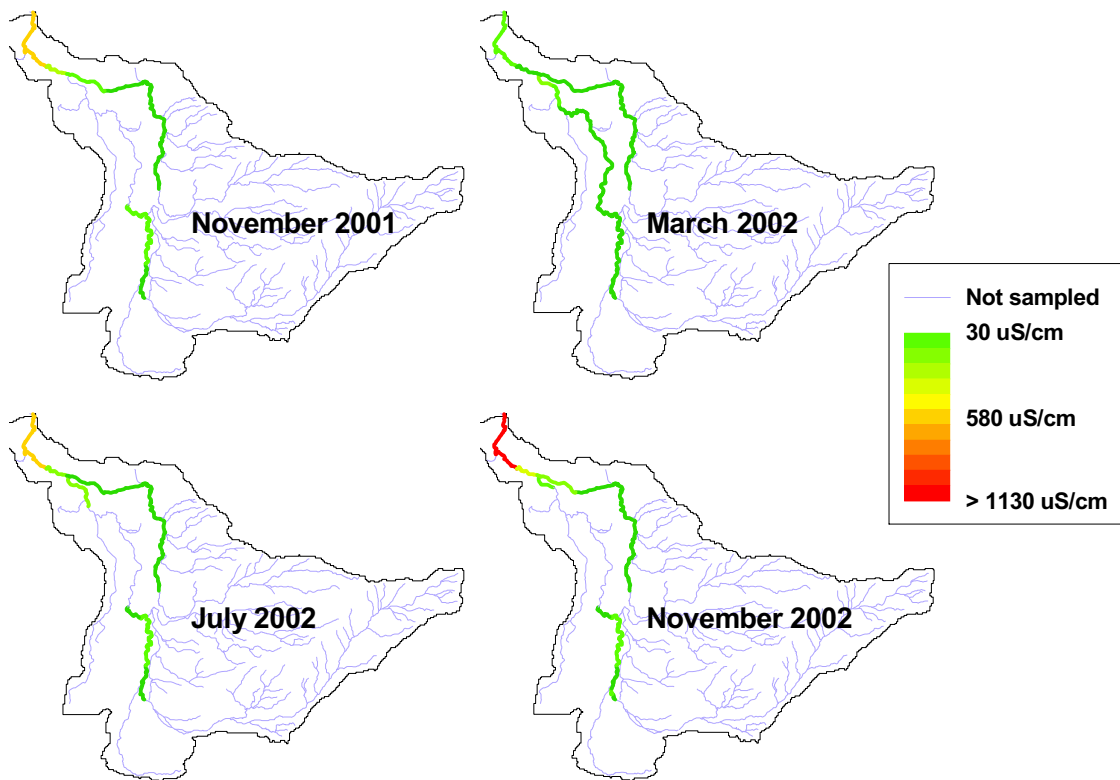 November 2001
March 2002
Not sampled
30 uS/cm
580 uS/cm
> 1130 uS/cm
July 2002
November 2002